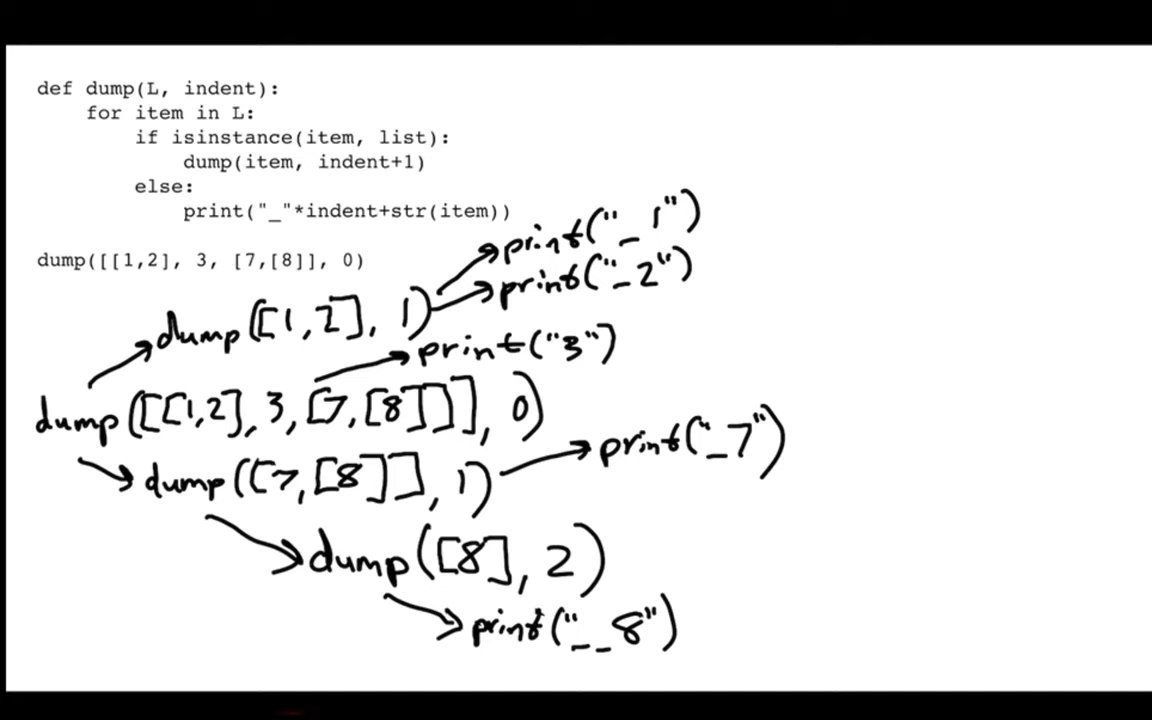 def dump(L, indent):
    for item in L:
        if isinstance(item, list):
            dump(item, indent+1)
        else:
            print("_"*indent+str(item))
dump([[1,2], 3, [7,[8]], 0)
print("_1")
print("_2")
dump([1,2], 1)
print("3")
dump([[1,2],3,[7,[8]]], 0)
print("_7")
dump([7,[8]], 1)
dump([8], 2)
print("__8")